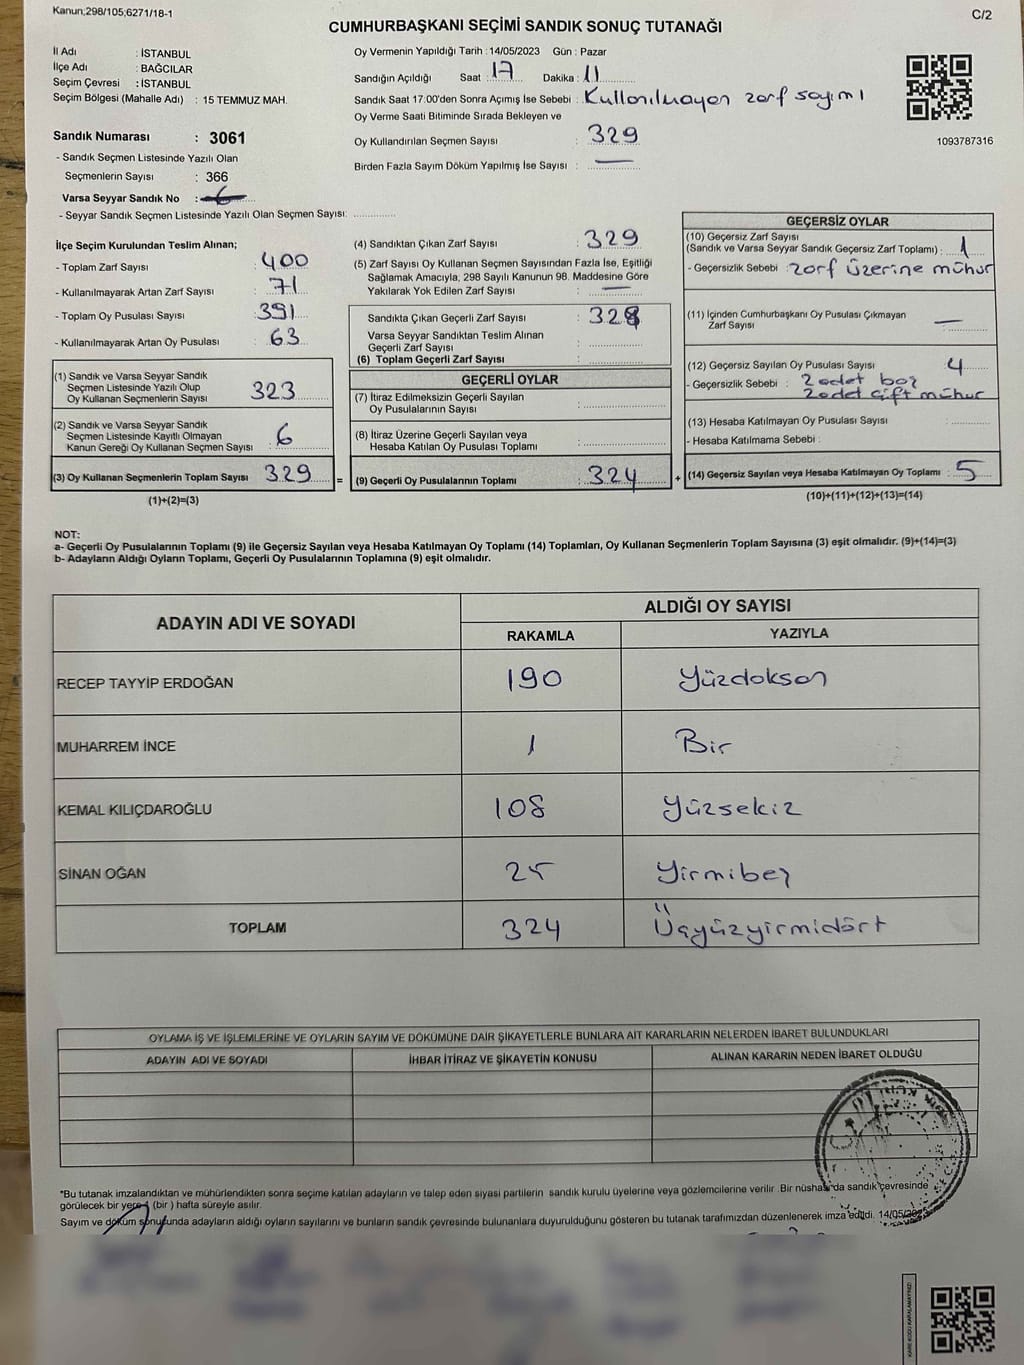 Kanun;298/105;6271/18-1
C/2
CUMHURBAŞKANI SEÇİMİ SANDIK SONUÇ TUTANAĞI
İl Adı : İSTANBUL
İlçe Adı : BAĞCILAR
Seçim Çevresi : İSTANBUL
Seçim Bölgesi (Mahalle Adı) : 15 TEMMUZ MAH.
Sandık Numarası : 3061
- Sandık Seçmen Listesinde Yazılı Olan
Seçmenlerin Sayısı : 366
Varsa Seyyar Sandık No :
- Seyyar Sandık Seçmen Listesinde Yazılı Olan Seçmen Sayısı:
Oy Vermenin Yapıldığı Tarih : 14/05/2023 Gün : Pazar
Sandığın Açıldığı Saat : 17 Dakika : 11
Sandık Saat 17.00'den Sonra Açımış İse Sebebi : Kullanılmayan zarf sayımı
Oy Verme Saati Bitiminde Sırada Bekleyen ve
Oy Kullandırılan Seçmen Sayısı : 329
Birden Fazla Sayım Döküm Yapılmış İse Sayısı : —
1093787316
İlçe Seçim Kurulundan Teslim Alınan;
- Toplam Zarf Sayısı : 400
- Kullanılmayarak Artan Zarf Sayısı : 71
- Toplam Oy Pusulası Sayısı : 391
- Kullanılmayarak Artan Oy Pusulası : 63
(1) Sandık ve Varsa Seyyar Sandık
Seçmen Listesinde Yazılı Olup
Oy Kullanan Seçmenlerin Sayısı : 323
(2) Sandık ve Varsa Seyyar Sandık
Seçmen Listesinde Kayıtlı Olmayan
Kanun Gereği Oy Kullanan Seçmen Sayısı : 6
(3) Oy Kullanan Seçmenlerin Toplam Sayısı : 329 =
(1)+(2)=(3)
(4) Sandıktan Çıkan Zarf Sayısı : 329
(5) Zarf Sayısı Oy Kullanan Seçmen Sayısından Fazla İse, Eşitliği
Sağlamak Amacıyla, 298 Sayılı Kanunun 98. Maddesine Göre
Yakılarak Yok Edilen Zarf Sayısı : —
Sandıkta Çıkan Geçerli Zarf Sayısı : 328
Varsa Seyyar Sandıktan Teslim Alınan
Geçerli Zarf Sayısı :
(6) Toplam Geçerli Zarf Sayısı :
GEÇERLİ OYLAR
(7) İtiraz Edilmeksizin Geçerli Sayılan
Oy Pusulalarının Sayısı :
(8) İtiraz Üzerine Geçerli Sayılan veya
Hesaba Katılan Oy Pusulası Toplamı :
(9) Geçerli Oy Pusulalarının Toplamı : 324 +
GEÇERSİZ OYLAR
(10) Geçersiz Zarf Sayısı
(Sandık ve Varsa Seyyar Sandık Geçersiz Zarf Toplamı) : 1
- Geçersizlik Sebebi : zarf üzerine mühür
(11) İçinden Cumhurbaşkanı Oy Pusulası Çıkmayan
Zarf Sayısı : —
(12) Geçersiz Sayılan Oy Pusulası Sayısı : 4
- Geçersizlik Sebebi : 2 adet boş
2 adet çift mühür
(13) Hesaba Katılmayan Oy Pusulası Sayısı :
- Hesaba Katılmama Sebebi :
(14) Geçersiz Sayılan veya Hesaba Katılmayan Oy Toplamı : 5
(10)+(11)+(12)+(13)=(14)
NOT:
a- Geçerli Oy Pusulalarının Toplamı (9) ile Geçersiz Sayılan veya Hesaba Katılmayan Oy Toplamı (14) Toplamları, Oy Kullanan Seçmenlerin Toplam Sayısına (3) eşit olmalıdır. (9)+(14)=(3)
b- Adayların Aldığı Oyların Toplamı, Geçerli Oy Pusulalarının Toplamına (9) eşit olmalıdır.
ADAYIN ADI VE SOYADI
ALDIĞI OY SAYISI
RAKAMLA YAZIYLA
RECEP TAYYİP ERDOĞAN 190 Yüzdoksan
MUHARREM İNCE 1 Bir
KEMAL KILIÇDAROĞLU 108 Yüzsekiz
SİNAN OĞAN 25 Yirmibeş
TOPLAM 324 Üçyüzyirmidört
OYLAMA İŞ VE İŞLEMLERİNE VE OYLARIN SAYIM VE DÖKÜMÜNE DAİR ŞİKAYETLERLE BUNLARA AİT KARARLARIN NELERDEN İBARET BULUNDUKLARI
ADAYIN ADI VE SOYADI İHBAR İTİRAZ VE ŞİKAYETİN KONUSU ALINAN KARARIN NEDEN İBARET OLDUĞU
*Bu tutanak imzalandıktan ve mühürlendikten sonra seçime katılan adayların ve talep eden siyasi partilerin sandık kurulu üyelerine veya gözlemcilerine verilir .Bir nüshası da sandık çevresinde
görülecek bir yere 1 (bir ) hafta süreyle asılır.
Sayım ve döküm sonucunda adayların aldığı oyların sayılarını ve bunların sandık çevresinde bulunanlara duyurulduğunu gösteren bu tutanak tarafımızdan düzenlenerek imza edildi. 14/05/2023